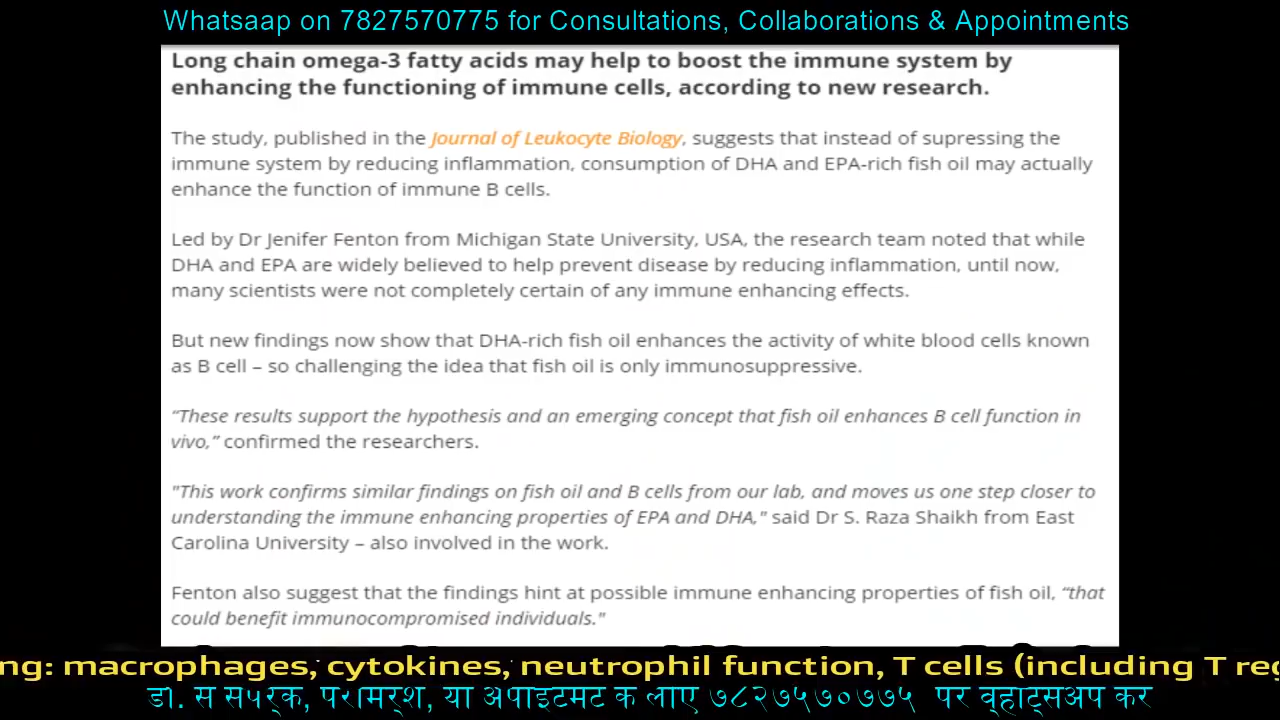 Whatsaap on 7827570775 for Consultations, Collaborations & Appointments
Long chain omega-3 fatty acids may help to boost the immune system by
enhancing the functioning of immune cells, according to new research.
The study, published in the Journal of Leukocyte Biology, suggests that instead of supressing the
immune system by reducing inflammation, consumption of DHA and EPA-rich fish oil may actually
enhance the function of immune B cells.
Led by Dr Jenifer Fenton from Michigan State University, USA, the research team noted that while
DHA and EPA are widely believed to help prevent disease by reducing inflammation, until now,
many scientists were not completely certain of any immune enhancing effects.
But new findings now show that DHA-rich fish oil enhances the activity of white blood cells known
as B cell – so challenging the idea that fish oil is only immunosuppressive.
“These results support the hypothesis and an emerging concept that fish oil enhances B cell function in
vivo,” confirmed the researchers.
"This work confirms similar findings on fish oil and B cells from our lab, and moves us one step closer to
understanding the immune enhancing properties of EPA and DHA," said Dr S. Raza Shaikh from East
Carolina University – also involved in the work.
Fenton also suggest that the findings hint at possible immune enhancing properties of fish oil, “that
could benefit immunocompromised individuals."
ng: macrophages, cytokines, neutrophil function, T cells (including T reg
डा. स सपर्क, परामर्श, या अपाइटमट क लाए ७८२७५७०७७५ पर व्हाट्सअप कर